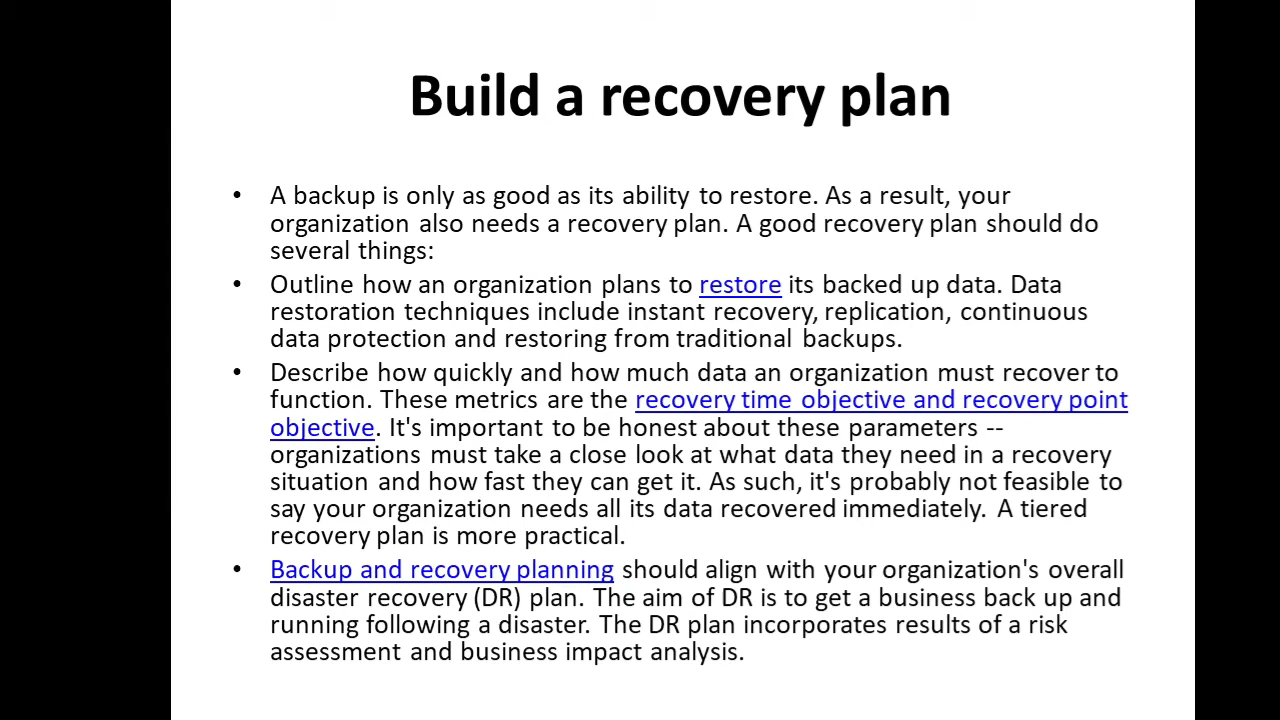 Build a recovery plan
• A backup is only as good as its ability to restore. As a result, your
organization also needs a recovery plan. A good recovery plan should do
several things:
• Outline how an organization plans to restore its backed up data. Data
restoration techniques include instant recovery, replication, continuous
data protection and restoring from traditional backups.
• Describe how quickly and how much data an organization must recover to
function. These metrics are the recovery time objective and recovery point
objective. It's important to be honest about these parameters --
organizations must take a close look at what data they need in a recovery
situation and how fast they can get it. As such, it's probably not feasible to
say your organization needs all its data recovered immediately. A tiered
recovery plan is more practical.
• Backup and recovery planning should align with your organization's overall
disaster recovery (DR) plan. The aim of DR is to get a business back up and
running following a disaster. The DR plan incorporates results of a risk
assessment and business impact analysis.